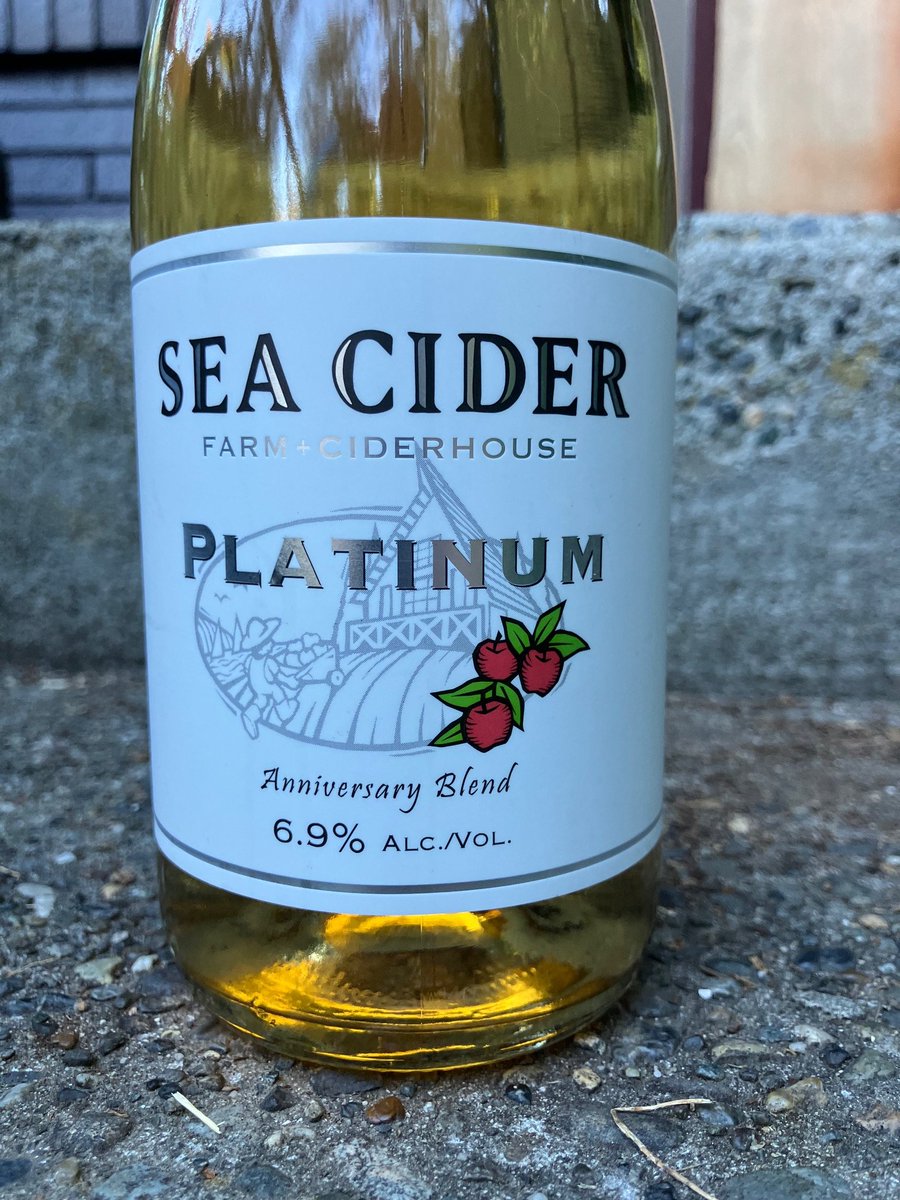 SEA CIDER
FARM + CIDERHOUSE
PLATINUM
Anniversary Blend
6.9% ALC./VOL.